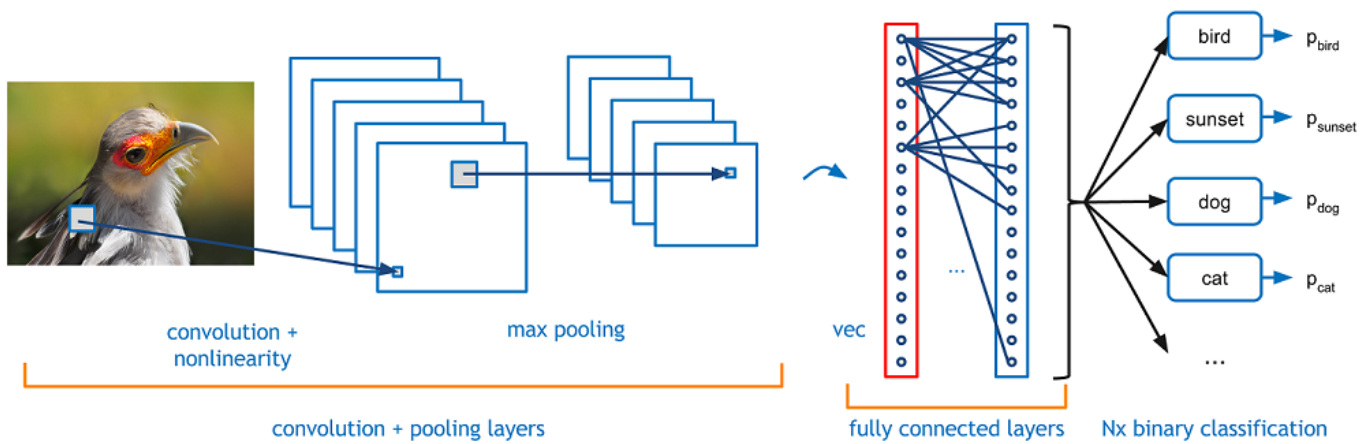 bird
p_bird
sunset
p_sunset
dog
p_dog
cat
p_cat
...
...
convolution +
nonlinearity
max pooling
vec
convolution + pooling layers
fully connected layers
Nx binary classification